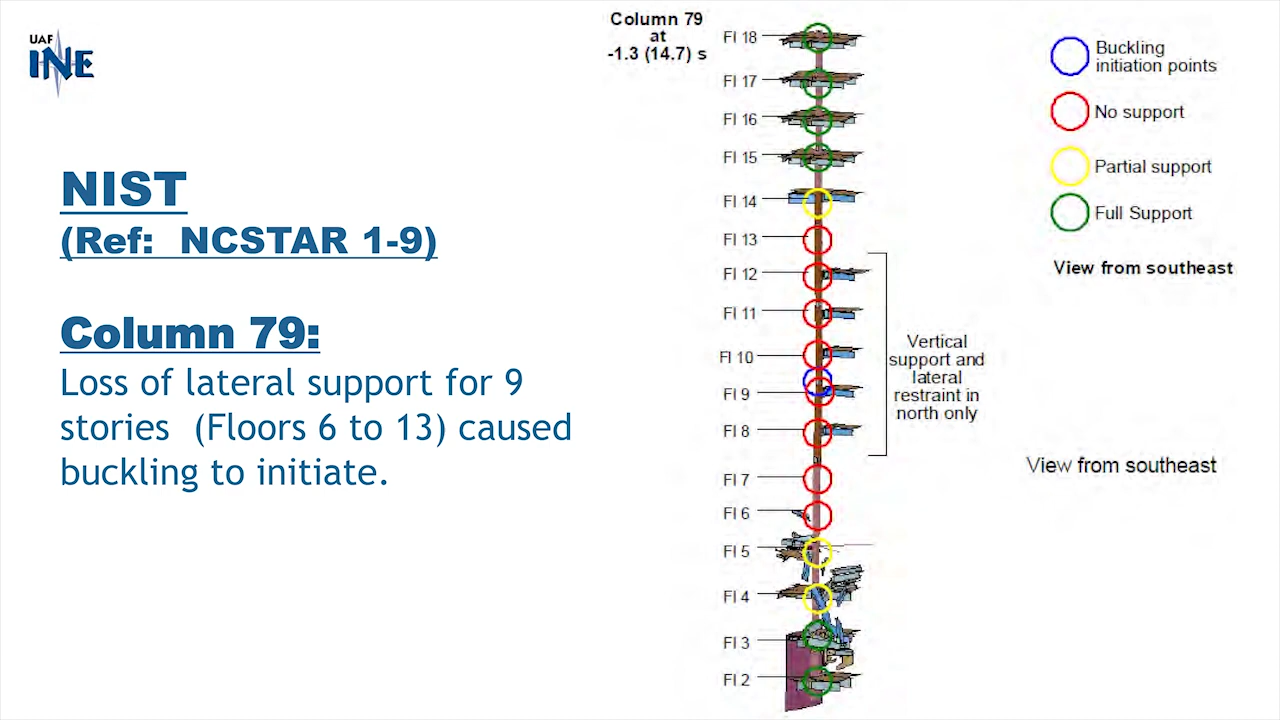 UAF
INE
NIST
(Ref:  NCSTAR 1-9)
Column 79:
Loss of lateral support for 9
stories  (Floors 6 to 13) caused
buckling to initiate.
Column 79
at
-1.3 (14.7) s
Fl 18
Fl 17
Fl 16
Fl 15
Fl 14
Fl 13
Fl 12
Fl 11
Fl 10
Fl 9
Fl 8
Fl 7
Fl 6
Fl 5
Fl 4
Fl 3
Fl 2
Vertical
support and
lateral
restraint in
north only
Buckling
initiation points
No support
Partial support
Full Support
View from southeast
View from southeast